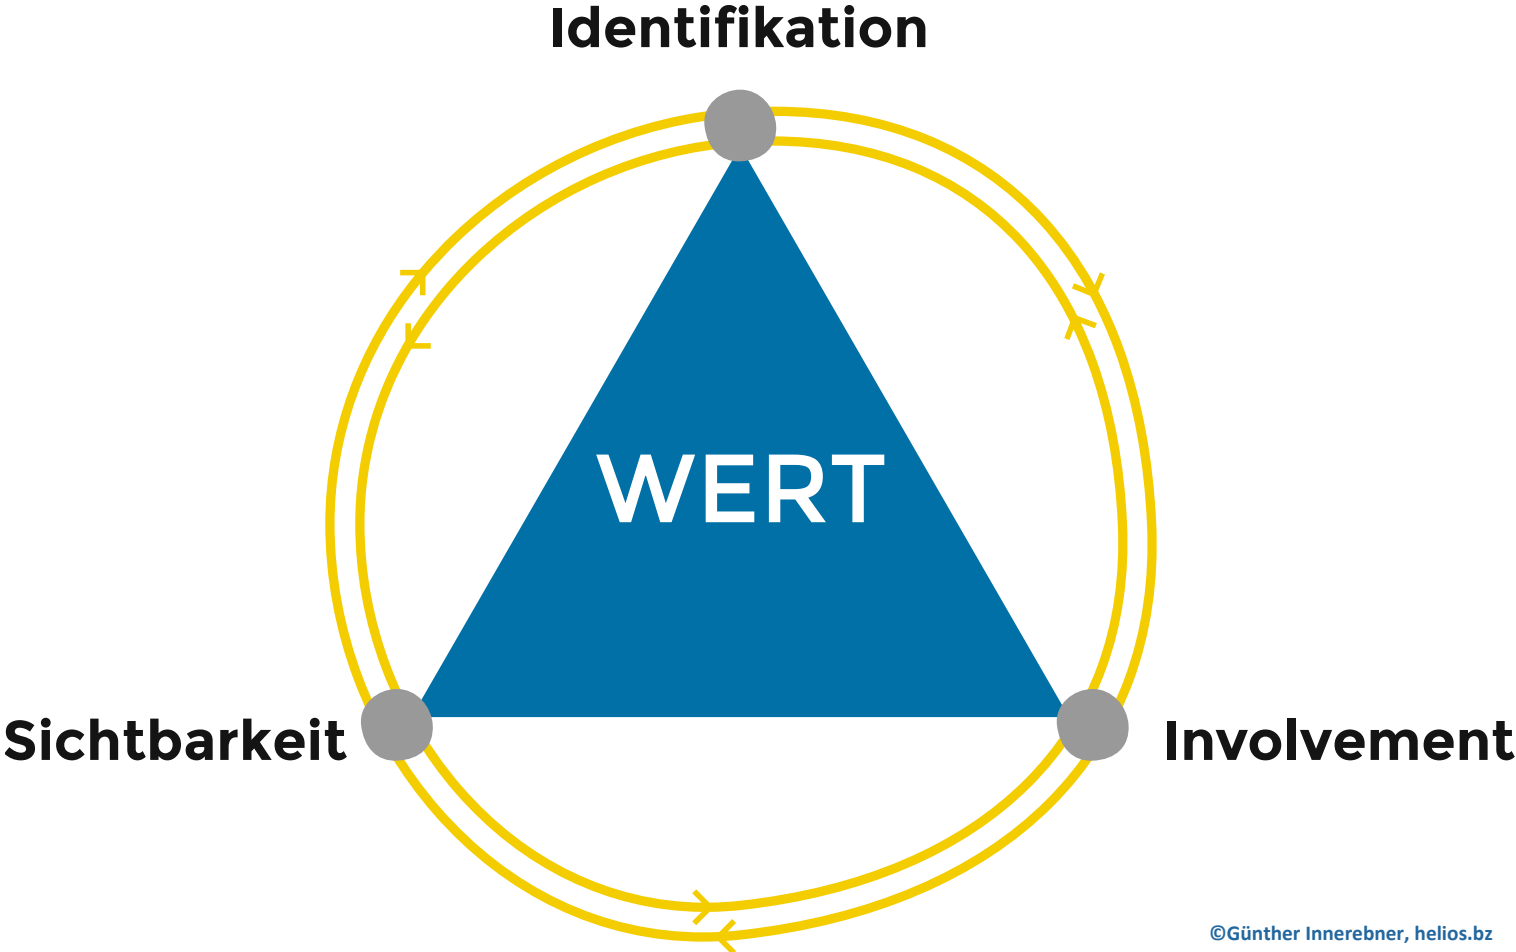 Identifikation
WERT
Sichtbarkeit
Involvement
©Günther Innerebner, helios.bz